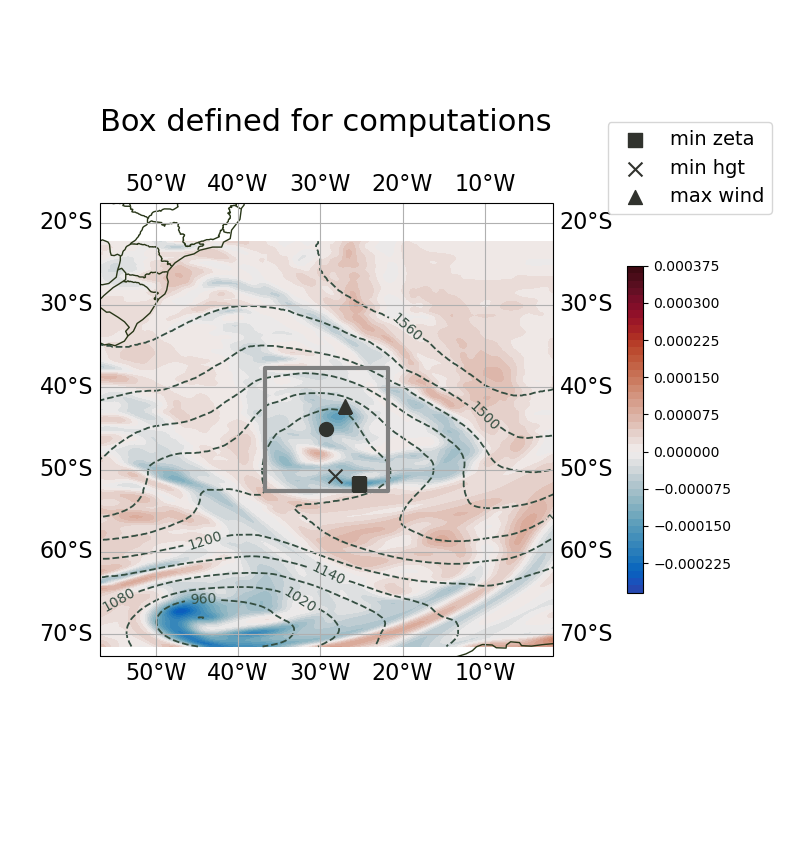 Box defined for computations
min zeta
min hgt
max wind
50°W 40°W 30°W 20°W 10°W
20°S 20°S
30°S 30°S
40°S 40°S
50°S 50°S
60°S 60°S
70°S 70°S
50°W 40°W 30°W 20°W 10°W
1560
1500
1200
1140
1080
960
1020
0.000375
0.000300
0.000225
0.000150
0.000075
0.000000
−0.000075
−0.000150
−0.000225